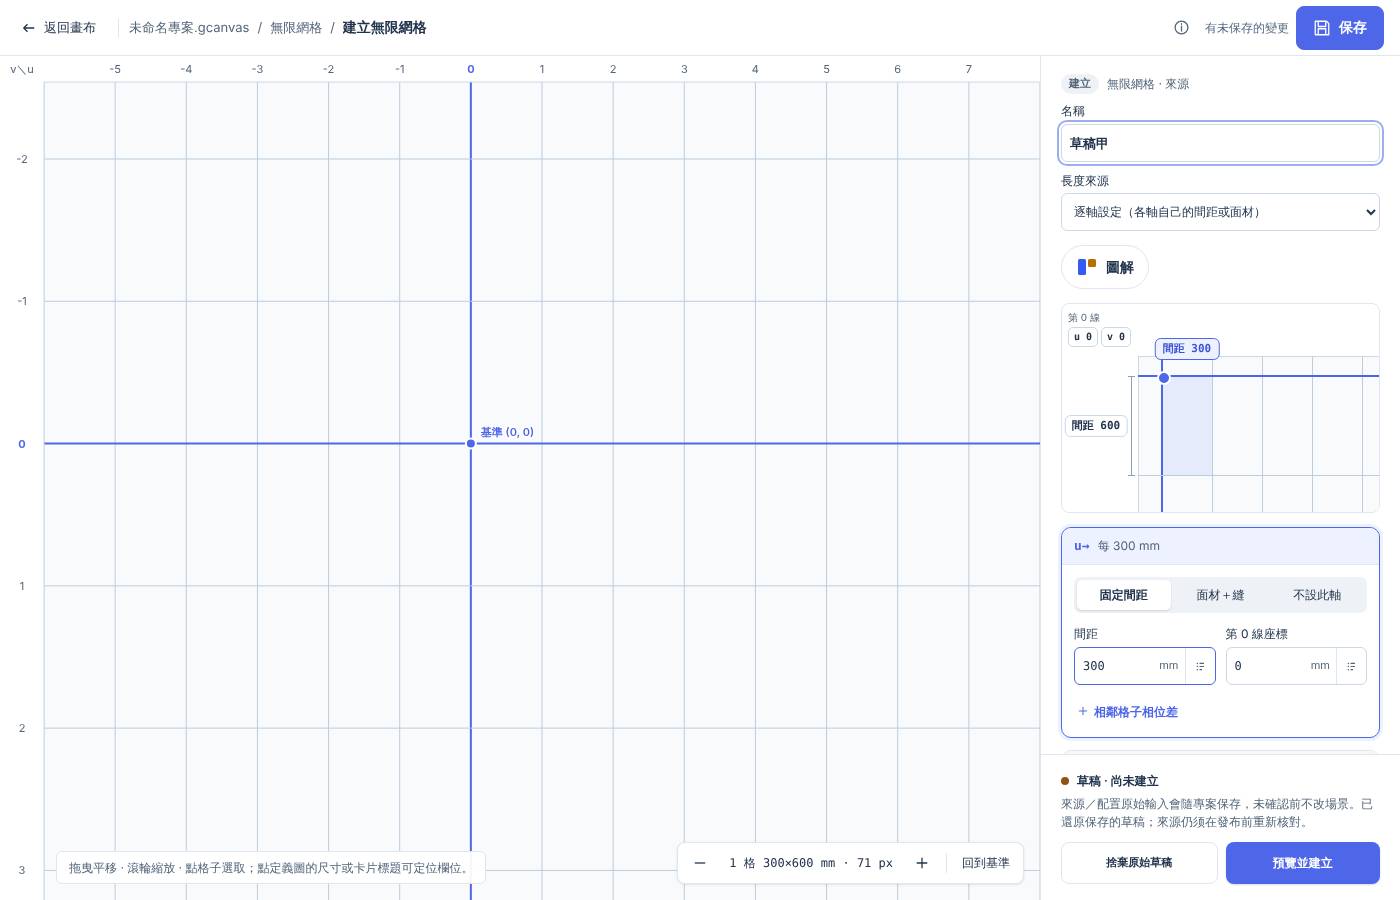 返回畫布 未命名專案.gcanvas / 無限網格 / 建立無限網格 有未保存的變更 保存
v＼u -5 -4 -3 -2 -1 0 1 2 3 4 5 6 7
-2
-1
0
基準 (0, 0)
1
2
3
拖曳平移 · 滾輪縮放 · 點格子選取；點定義圖的尺寸或卡片標題可定位欄位。
1 格 300×600 mm · 71 px 回到基準
建立 無限網格 · 來源
名稱
草稿甲
長度來源
逐軸設定（各軸自己的間距或面材）
圖解
第 0 線
u 0 v 0
間距 300
間距 600
u→ 每 300 mm
固定間距 面材＋縫 不設此軸
間距 第 0 線座標
300 mm 0 mm
+ 相鄰格子相位差
草稿 · 尚未建立
來源／配置原始輸入會隨專案保存，未確認前不改場景。已
還原保存的草稿；來源仍須在發布前重新核對。
捨棄原始草稿 預覽並建立